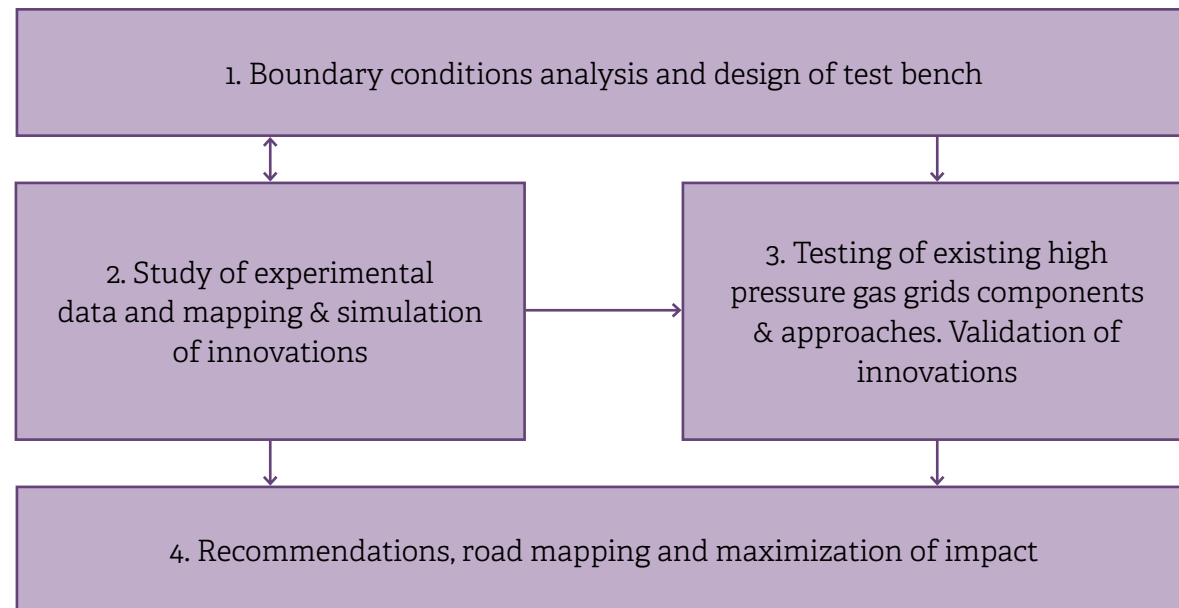 1. Boundary conditions analysis and design of test bench
2. Study of experimental
data and mapping & simulation
of innovations
3. Testing of existing high
pressure gas grids components
& approaches. Validation of
innovations
4. Recommendations, road mapping and maximization of impact